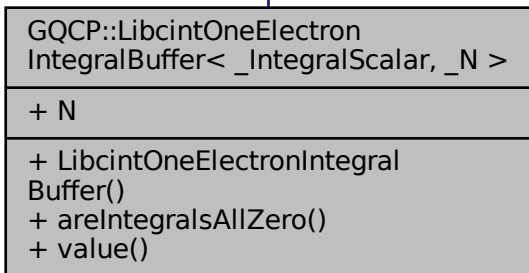 GQCP::LibcintOneElectron
IntegralBuffer< _IntegralScalar, _N >
+ N
+ LibcintOneElectronIntegral
Buffer()
+ areIntegralsAllZero()
+ value()